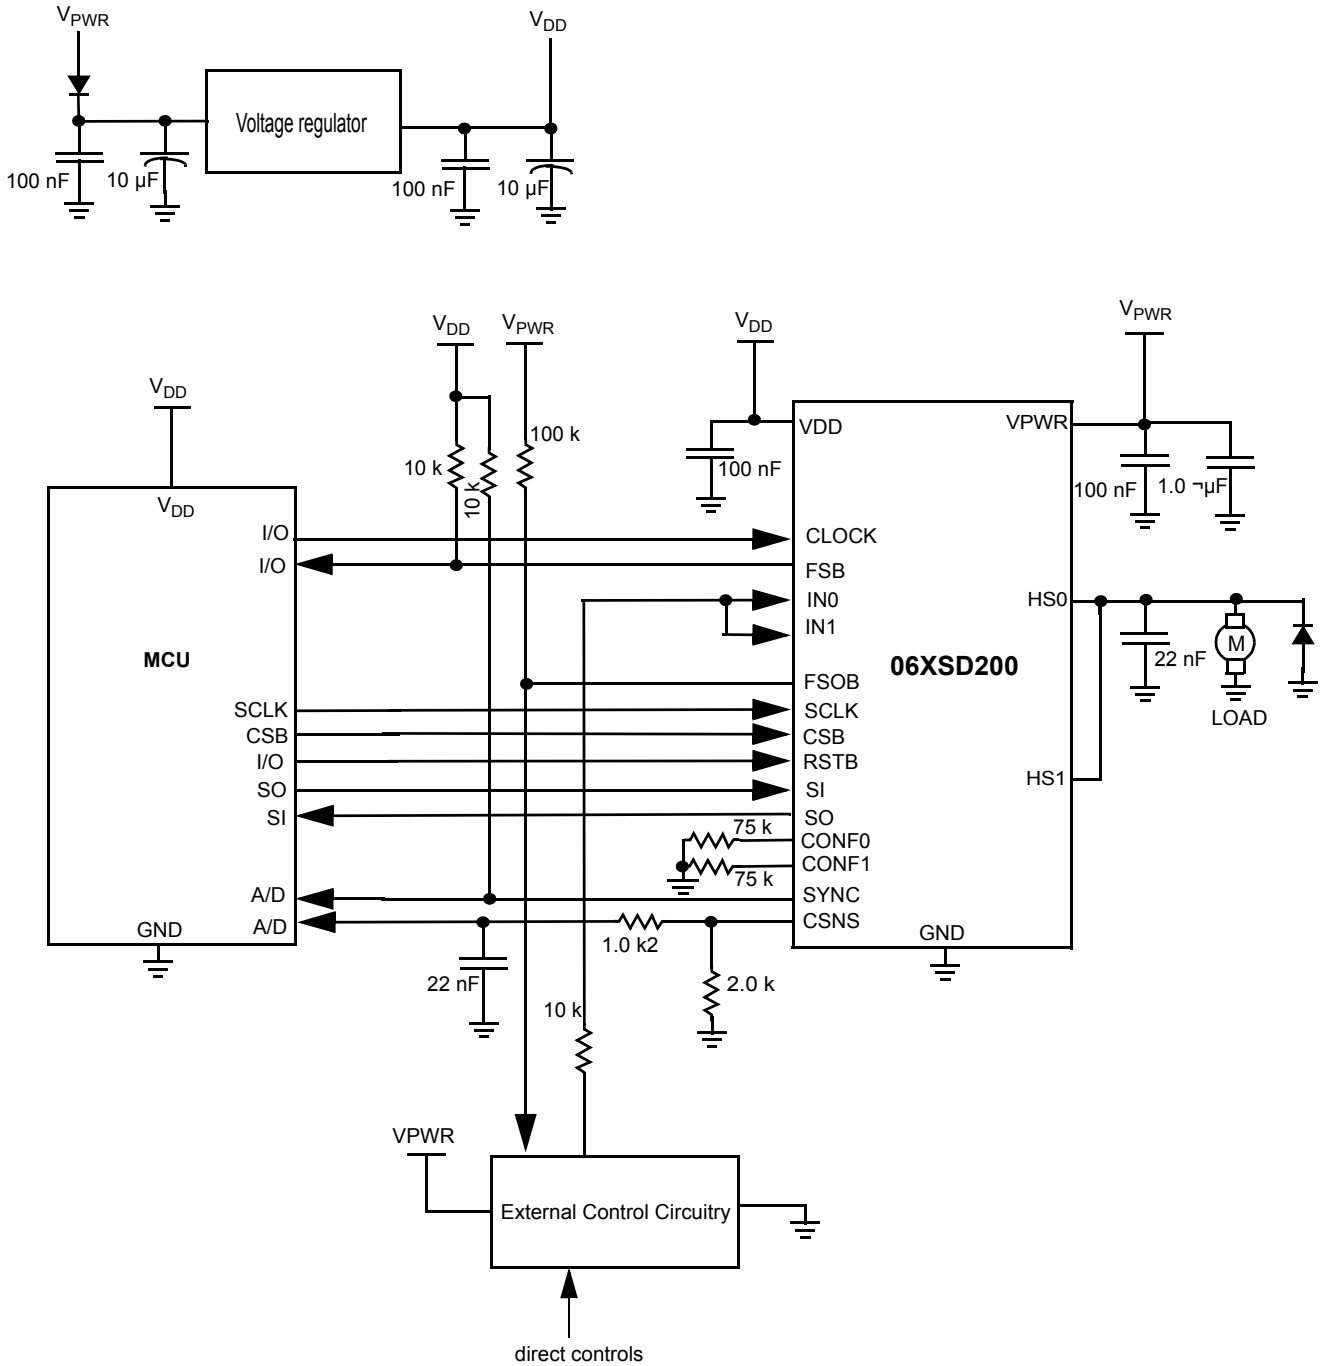 VPWR
VDD
Voltage regulator
100 nF
10 µF
100 nF
10 µF
VDD
VPWR
VDD
VPWR
VDD
100 k
10 k
10 k
VDD
VPWR
100 nF
100 nF
1.0 ¬µF
VDD
I/O
CLOCK
I/O
FSB
IN0
HS0
IN1
MCU
06XSD200
M
22 nF
FSOB
LOAD
SCLK
SCLK
CSB
CSB
I/O
RSTB
HS1
SO
SI
SI
SO
75 k
CONF0
CONF1
75 k
A/D
SYNC
A/D
CSNS
GND
GND
1.0 k2
22 nF
2.0 k
10 k
VPWR
External Control Circuitry
direct controls